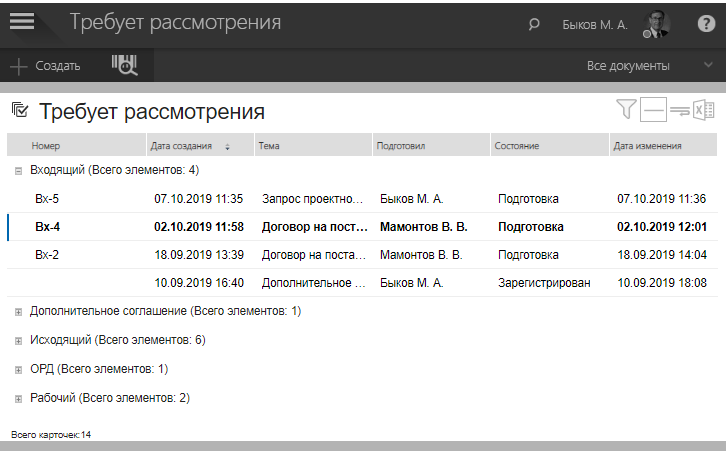 Требует рассмотрения
Быков М. А.
?
Создать
Все документы
Требует рассмотрения
Номер Дата создания Тема Подготовил Состояние Дата изменения
Входящий (Всего элементов: 4)
Вх-5 07.10.2019 11:35 Запрос проектно... Быков М. А. Подготовка 07.10.2019 11:36
Вх-4 02.10.2019 11:58 Договор на пост... Мамонтов В. В. Подготовка 02.10.2019 12:01
Вх-2 18.09.2019 13:39 Договор на поста... Мамонтов В. В. Подготовка 18.09.2019 14:04
10.09.2019 16:40 Дополнительное ... Быков М. А. Зарегистрирован 10.09.2019 18:08
Дополнительное соглашение (Всего элементов: 1)
Исходящий (Всего элементов: 6)
ОРД (Всего элементов: 1)
Рабочий (Всего элементов: 2)
Всего карточек:14